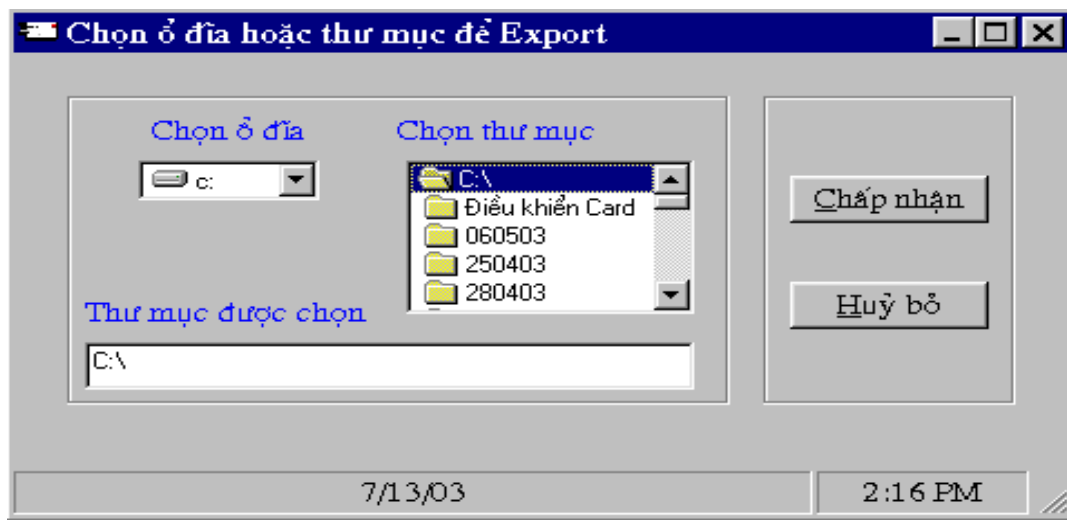 Chọn ổ đĩa hoặc thư mục để Export
Chọn ổ đĩa
Chọn thư mục
c:
C:\
Điều khiển Card
060503
250403
280403
Thư mục được chọn
C:\
Chấp nhận
Huỷ bỏ
7/13/03
2:16 PM